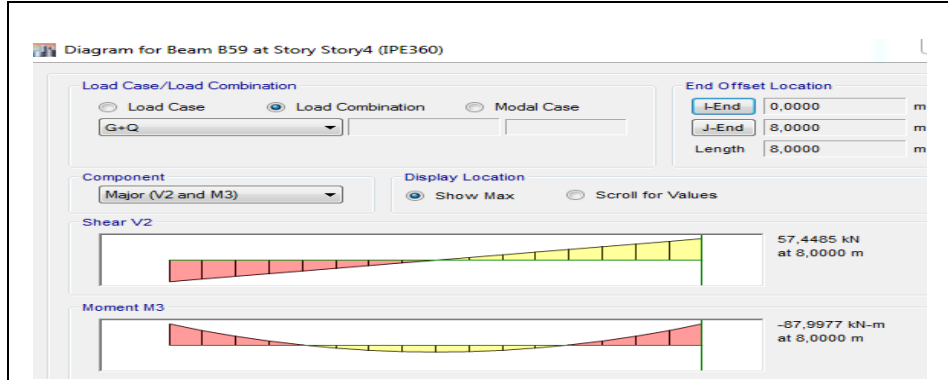 Diagram for Beam B59 at Story Story4 (IPE360)
Load Case/Load Combination
Load Case Load Combination Modal Case
G+Q
End Offset Location
I-End 0,0000 m
J-End 8,0000 m
Length 8,0000 m
Component
Major (V2 and M3)
Display Location
Show Max Scroll for Values
Shear V2
57,4485 kN
at 8,0000 m
Moment M3
-87,9977 kN-m
at 8,0000 m